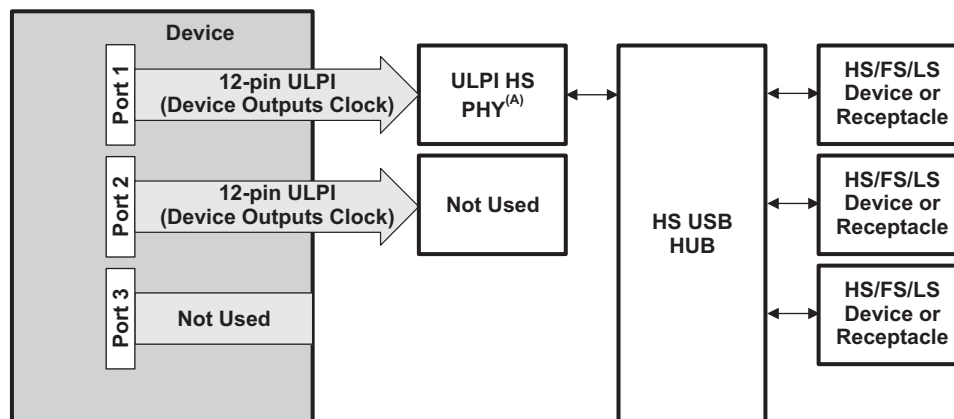 Device
Port 1
12-pin ULPI
(Device Outputs Clock)
ULPI HS
PHY(A)
Port 2
12-pin ULPI
(Device Outputs Clock)
Not Used
Port 3
Not Used
HS USB
HUB
HS/FS/LS
Device or
Receptacle
HS/FS/LS
Device or
Receptacle
HS/FS/LS
Device or
Receptacle